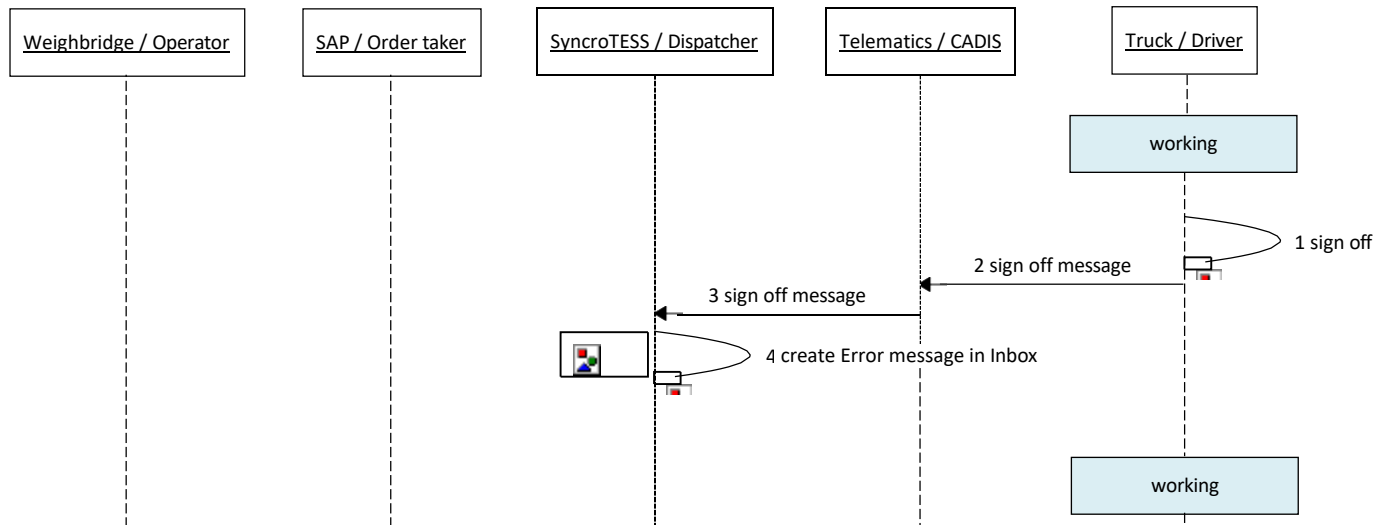 Weighbridge / Operator
SAP / Order taker
SyncroTESS / Dispatcher
Telematics / CADIS
Truck / Driver
working
1 sign off
2 sign off message
3 sign off message
4 create Error message in Inbox
working